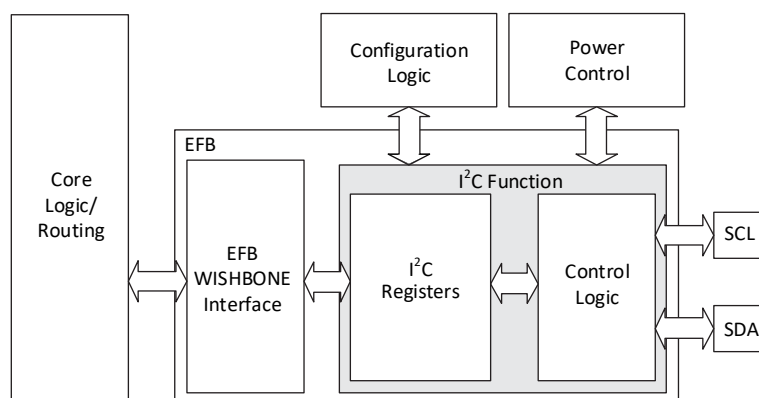 Configuration
Logic
Power
Control
EFB
Core
Logic/
Routing
I²C Function
EFB
WISHBONE
Interface
I²C
Registers
Control
Logic
SCL
SDA